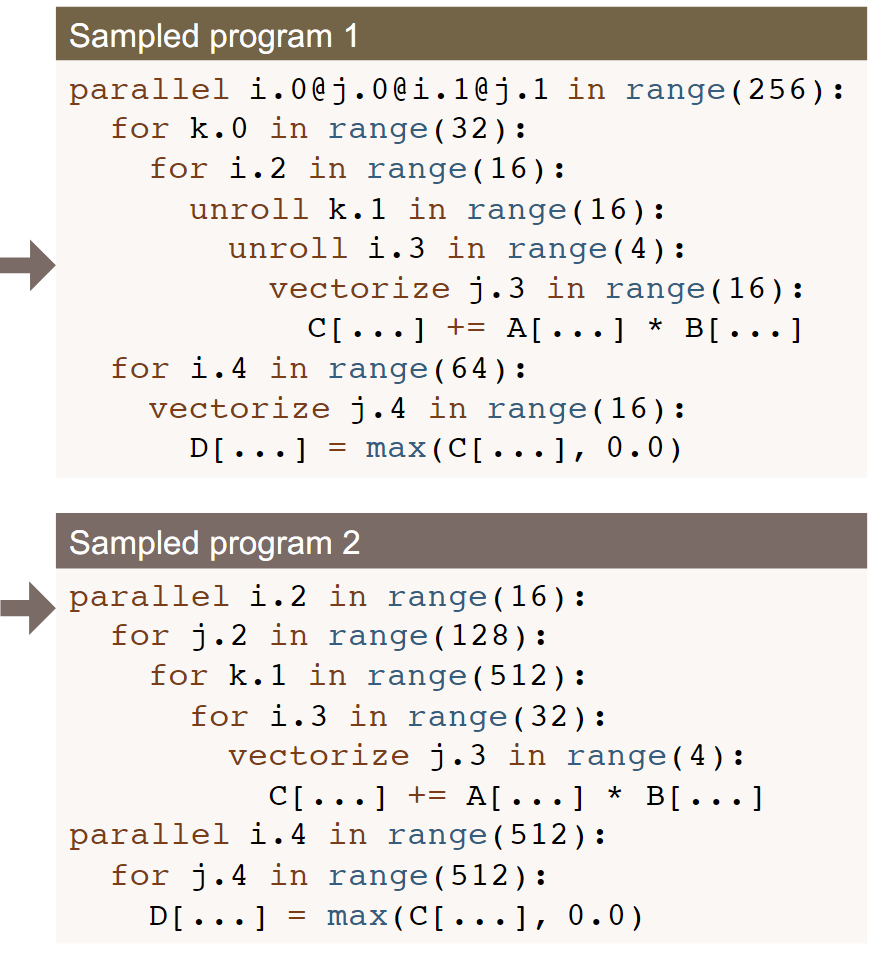 Sampled program 1
parallel i.0@j.0@i.1@j.1 in range(256):
for k.0 in range(32):
for i.2 in range(16):
unroll k.1 in range(16):
unroll i.3 in range(4):
vectorize j.3 in range(16):
C[...] += A[...] * B[...]
for i.4 in range(64):
vectorize j.4 in range(16):
D[...] = max(C[...], 0.0)
Sampled program 2
parallel i.2 in range(16):
for j.2 in range(128):
for k.1 in range(512):
for i.3 in range(32):
vectorize j.3 in range(4):
C[...] += A[...] * B[...]
parallel i.4 in range(512):
for j.4 in range(512):
D[...] = max(C[...], 0.0)